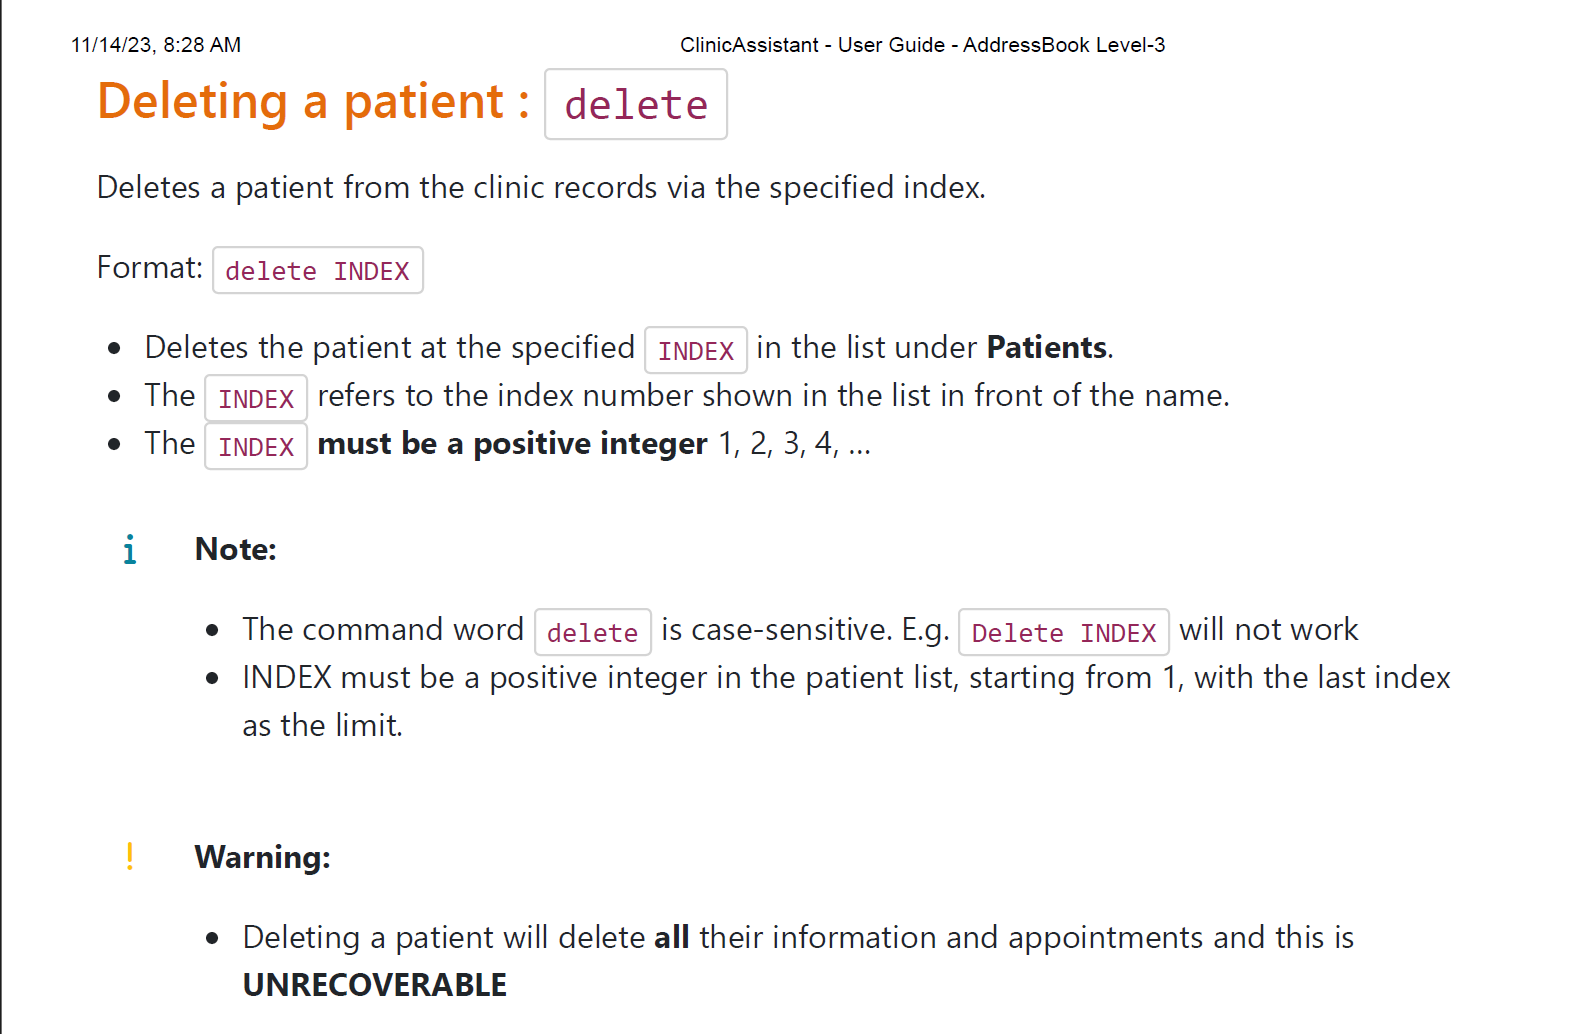 11/14/23, 8:28 AM
ClinicAssistant - User Guide - AddressBook Level-3
Deleting a patient : delete
Deletes a patient from the clinic records via the specified index.
Format: delete INDEX
• Deletes the patient at the specified INDEX in the list under Patients.
• The INDEX refers to the index number shown in the list in front of the name.
• The INDEX must be a positive integer 1, 2, 3, 4, …
i Note:
• The command word delete is case-sensitive. E.g. Delete INDEX will not work
• INDEX must be a positive integer in the patient list, starting from 1, with the last index
as the limit.
! Warning:
• Deleting a patient will delete all their information and appointments and this is
UNRECOVERABLE